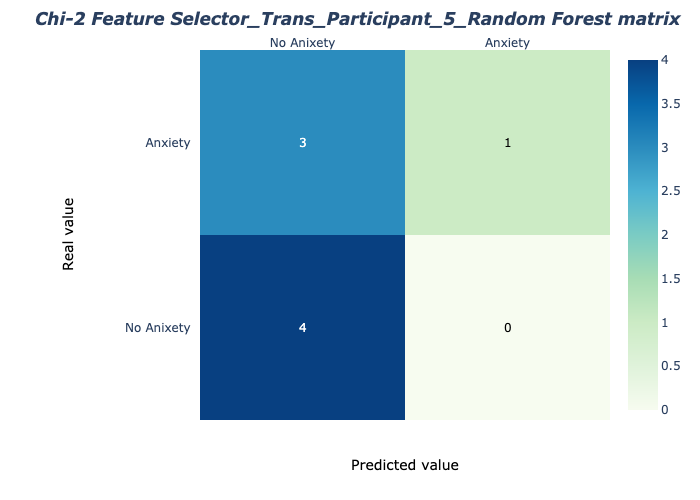 Chi-2 Feature Selector_Trans_Participant_5_Random Forest matrix
No Anixety Anxiety
4
3.5
Anxiety 3 1
3
2.5
Real value
2
1.5
1
No Anixety 4 0
0.5
0
Predicted value